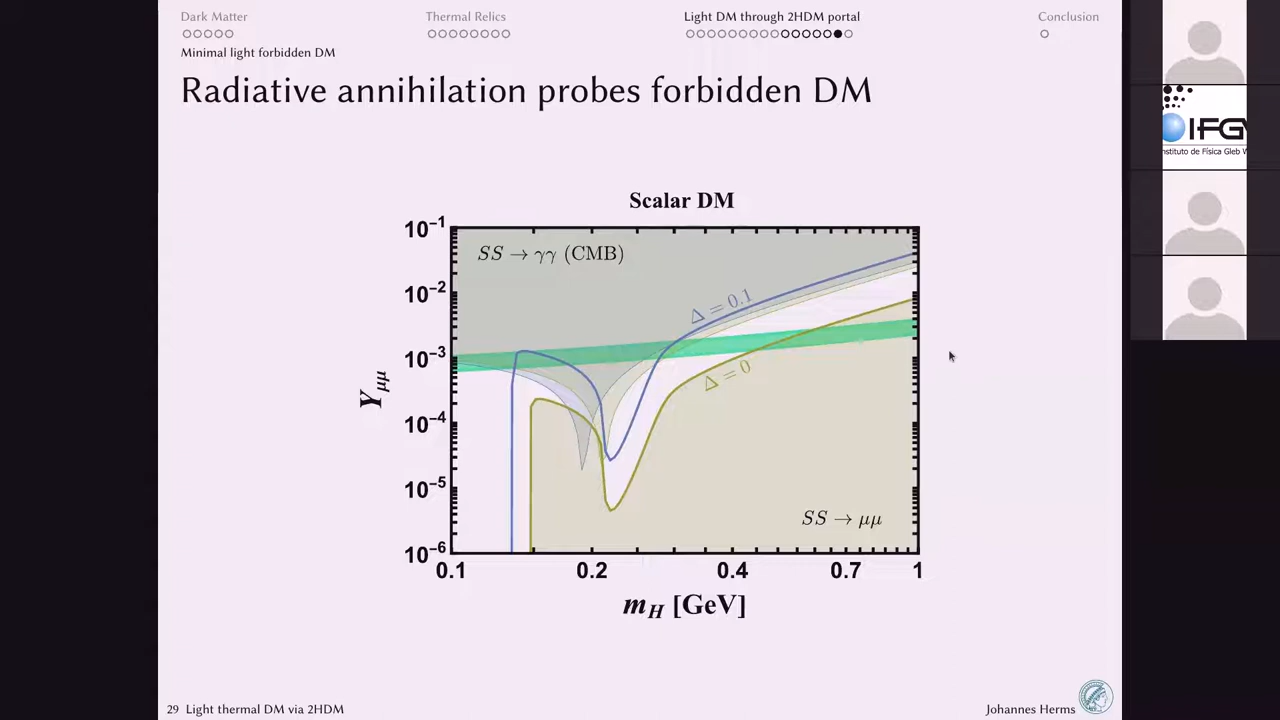 Dark Matter
Thermal Relics
Light DM through 2HDM portal
Conclusion
Minimal light forbidden DM
Radiative annihilation probes forbidden DM
Scalar DM
SS → γγ (CMB)
Δ = 0.1
Δ = 0
SS → μμ
Y_μμ
10⁻¹
10⁻²
10⁻³
10⁻⁴
10⁻⁵
10⁻⁶
0.1 0.2 0.4 0.7 1
m_H [GeV]
29 Light thermal DM via 2HDM
Johannes Herms
IFG
nstituto de Física Gleb W